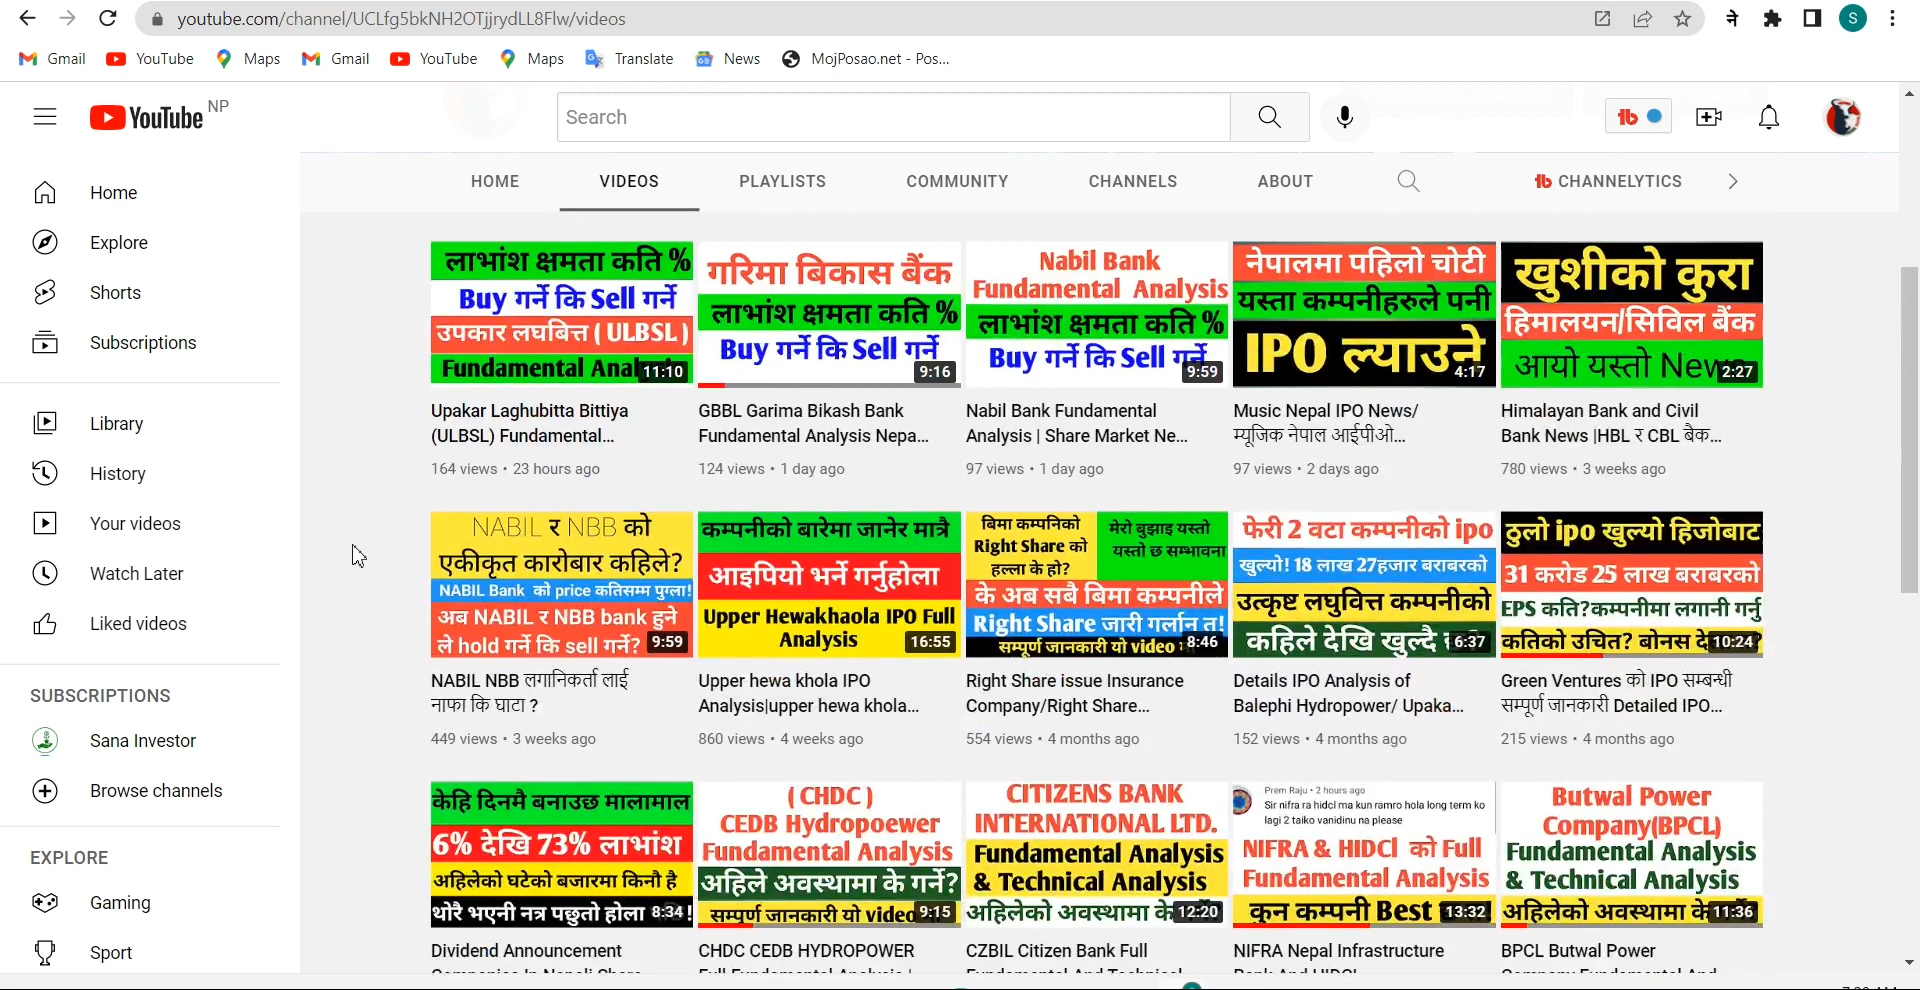 youtube.com/channel/UCLfg5bkNH2OTjjrydLL8Flw/videos
S
Gmail YouTube Maps Gmail YouTube Maps Translate News MojPosao.net - Pos...
YouTube NP
Search
Home
Explore
Shorts
Subscriptions
Library
History
Your videos
Watch Later
Liked videos
SUBSCRIPTIONS
Sana Investor
Browse channels
EXPLORE
Gaming
Sport
HOME VIDEOS PLAYLISTS COMMUNITY CHANNELS ABOUT CHANNELYTICS
लाभांश क्षमता कति %
Buy गर्ने कि Sell गर्ने
उपकार लघबित्त ( ULBSL )
Fundamental Anal
11:10
Upakar Laghubitta Bittiya
(ULBSL) Fundamental...
164 views • 23 hours ago
गरिमा बिकास बैंक
लाभांश क्षमता कति %
Buy गर्ने कि Sell गर्ने
9:16
GBBL Garima Bikash Bank
Fundamental Analysis Nepa...
124 views • 1 day ago
Nabil Bank
Fundamental Analysis
लाभांश क्षमता कति %
Buy गर्ने कि Sell गर्ने
9:59
Nabil Bank Fundamental
Analysis | Share Market Ne...
97 views • 1 day ago
नेपालमा पहिलो चोटी
यस्ता कम्पनीहरुले पनी
IPO ल्याउने
4:17
Music Nepal IPO News/
म्यूजिक नेपाल आईपीओ...
97 views • 2 days ago
खुशीको कुरा
हिमालयन/सिविल बैंक
आयो यस्तो New
2:27
Himalayan Bank and Civil
Bank News |HBL र CBL बैक...
780 views • 3 weeks ago
NABIL र NBB को
एकीकृत कारोबार कहिले?
NABIL Bank को price कतिसम्म पुग्ला!
अब NABIL र NBB bank हुने
ले hold गर्ने कि sell गर्ने?
9:59
NABIL NBB लगानिकर्ता लाई
नाफा कि घाटा ?
449 views • 3 weeks ago
कम्पनीको बारेमा जानेर मात्रै
आइपियो भर्ने गर्नुहोला
Upper Hewakhaola IPO Full
Analysis
16:55
Upper hewa khola IPO
Analysis|upper hewa khola...
860 views • 4 weeks ago
बिमा कम्पनिको
Right Share को
हल्ला के हो?
मेरो बुझाइ यस्तो
यस्तो छ सम्भावना
के अब सबै बिमा कम्पनीले
Right Share जारी गर्लान् त!
सम्पूर्ण जानकारी यो video
8:46
Right Share issue Insurance
Company/Right Share...
554 views • 4 months ago
फेरी 2 वटा कम्पनीको ipo
खुल्यो! 18 लाख 27हजार बराबरको
उत्कृष्ट लघुवित्त कम्पनीको
कहिले देखि खुल्दै
6:37
Details IPO Analysis of
Balephi Hydropower/ Upaka...
152 views • 4 months ago
ठुलो ipo खुल्यो हिजोबाट
31 करोड 25 लाख बराबरको
EPS कति?कम्पनीमा लगानी गर्नु
कतिको उचित? बोनस दे
10:24
Green Ventures को IPO सम्बन्धी
सम्पूर्ण जानकारी Detailed IPO...
215 views • 4 months ago
केहि दिनमै बनाउछ मालामाल
6% देखि 73% लाभांश
अहिलेको घटेको बजारमा किनौ है
थोरै भएनी नत्र पछुतो होला !
8:34
Dividend Announcement
( CHDC )
CEDB Hydropoewer
Fundamental Analysis
अहिले अवस्थामा के गर्ने?
सम्पुर्ण जानकारी यो video
9:15
CHDC CEDB HYDROPOWER
CITIZENS BANK
INTERNATIONAL LTD.
Fundamental Analysis
& Technical Analysis
अहिलेको अवस्थामा के
12:20
CZBIL Citizen Bank Full
Prem Raju • 2 hours ago
Sir nifra ra hidcl ma kun ramro hola long term ko
lagi 2 taiko vanidinu na please
NIFRA & HIDCl को Full
Fundamental Analysis
कुन कम्पनी Best
13:32
NIFRA Nepal Infrastructure
Butwal Power
Company(BPCL)
Fundamental Analysis
& Technical Analysis
अहिलेको अवस्थामा के
11:36
BPCL Butwal Power